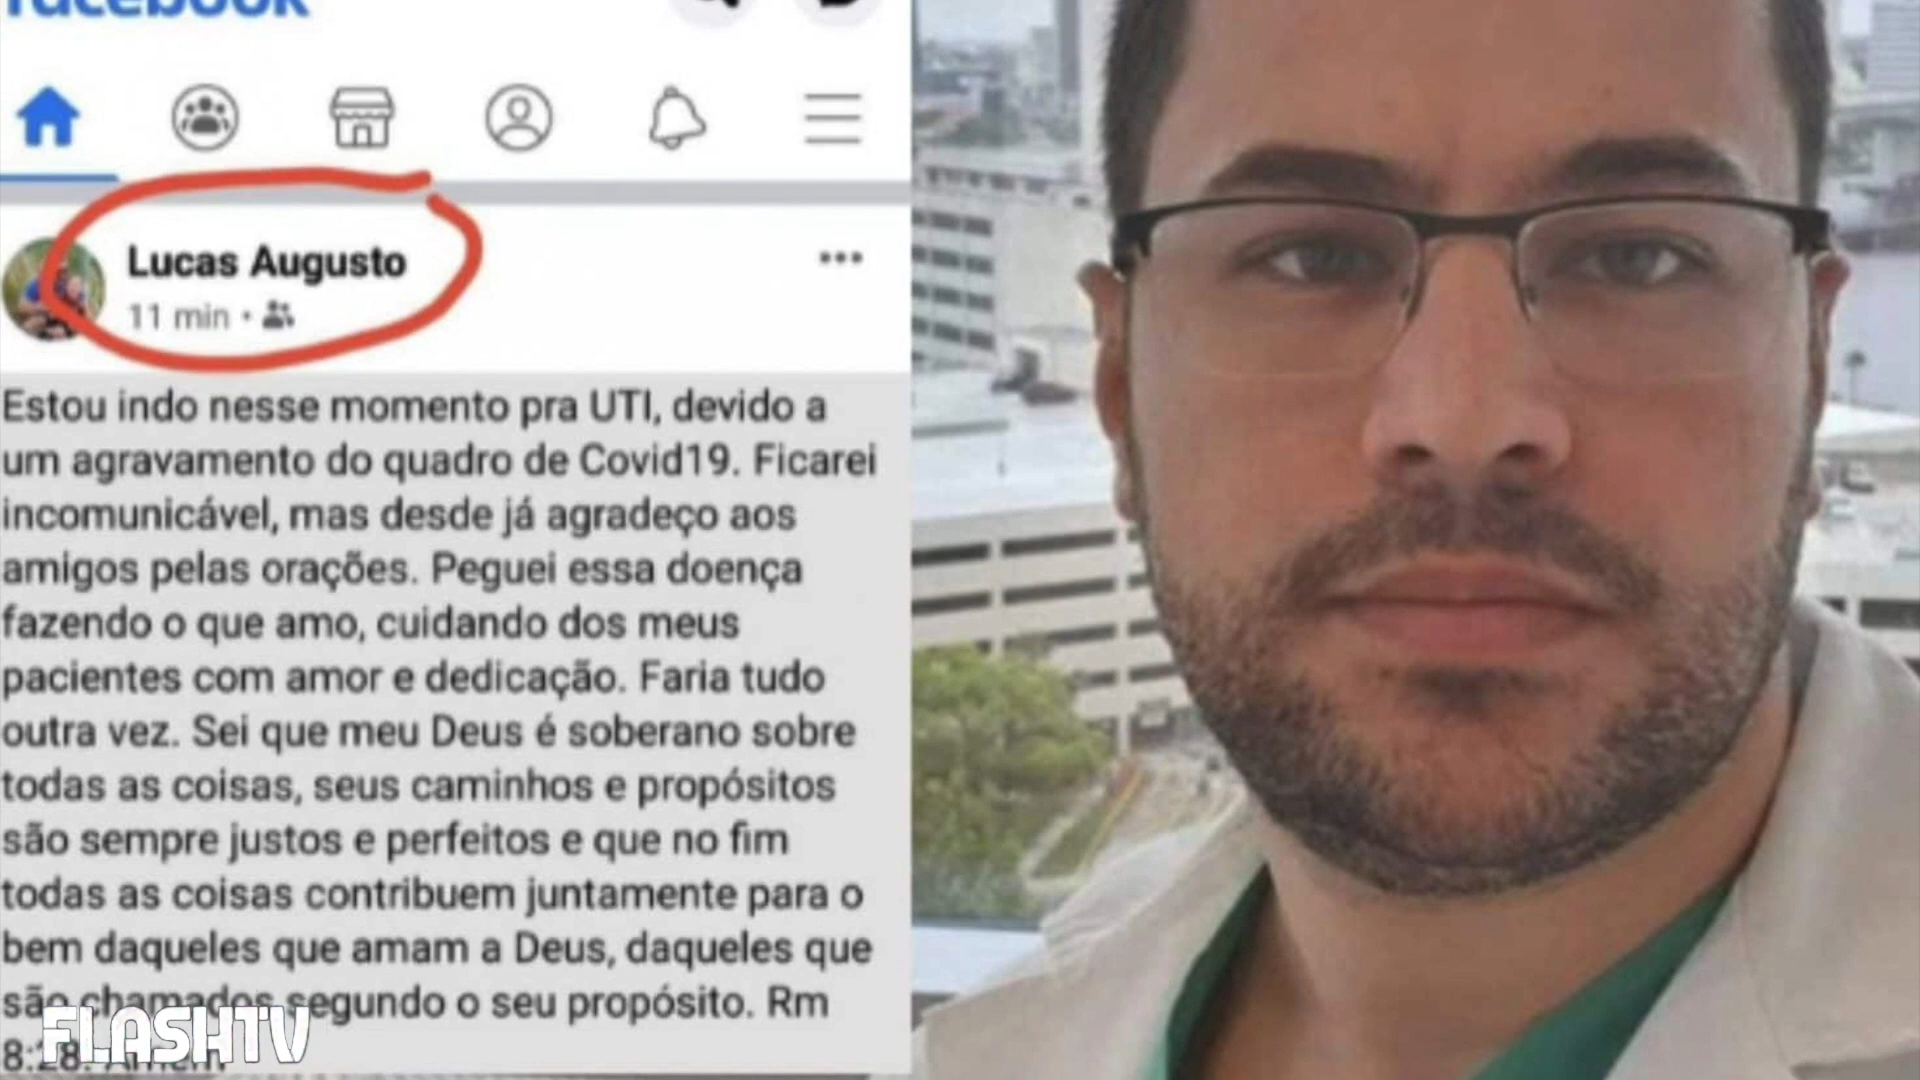 facebook
Lucas Augusto
11 min
Estou indo nesse momento pra UTI, devido a
um agravamento do quadro de Covid19. Ficarei
incomunicável, mas desde já agradeço aos
amigos pelas orações. Peguei essa doença
fazendo o que amo, cuidando dos meus
pacientes com amor e dedicação. Faria tudo
outra vez. Sei que meu Deus é soberano sobre
todas as coisas, seus caminhos e propósitos
são sempre justos e perfeitos e que no fim
todas as coisas contribuem juntamente para o
bem daqueles que amam a Deus, daqueles que
são chamados segundo o seu propósito. Rm
8:28. Amém
FLASHTV